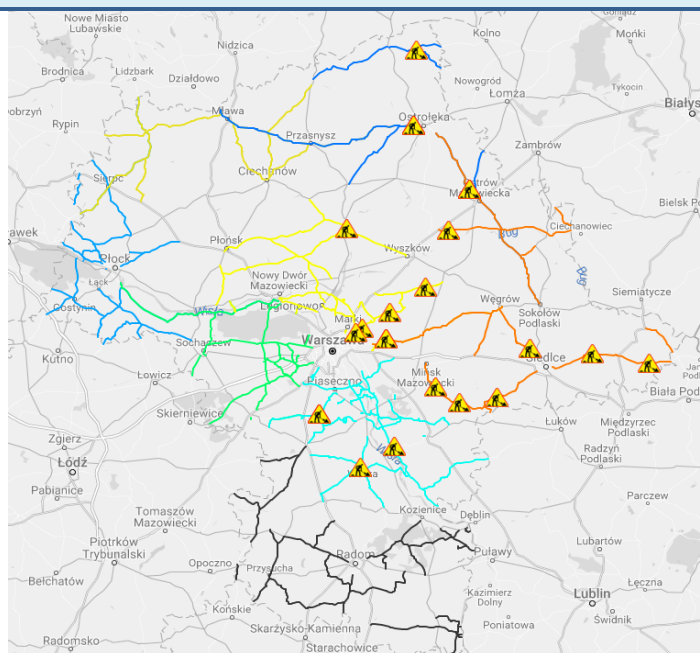 Nowe Miasto
Lubawskie
Nidzica
Kolno
Mońki
Brodnica
Lidzbark
Działdowo
Nowogród
Łomża
Tykocin
Rypin
Mława
Przasnysz
Ostrołęka
Zambrów
Sierpc
Ciechanów
Mazowiecka
Bielsk Po
Płońsk
Wyszków
Bug
Ciechanowiec
Płock
Łąck
Nowy Dwór
Mazowiecki
Legionowo
Węgrów
Siemiatycze
Bug
Gostynin
Wisła
Marki
Sokołów
Podlaski
Sochaczew
Kutno
Łowicz
Piaseczno
Mińsk
Mazowiecki
Siedlce
Biała Pod
Skierniewice
Łuków
Międzyrzec
Podlaski
Zgierz
Łódź
Radzyń
Podlaski
Pabianice
Kozienice
Dęblin
Parczew
Tomaszów
Mazowiecki
Piotrków
Trybunalski
Opoczno
Przysucha
Radom
Puławy
Lubartów
Bełchatów
Kazimierz
Dolny
Lublin
Łęczna
Końskie
Poniatowa
Świdnik
Radomsko
Skarżysko-Kamienna
Starachowice